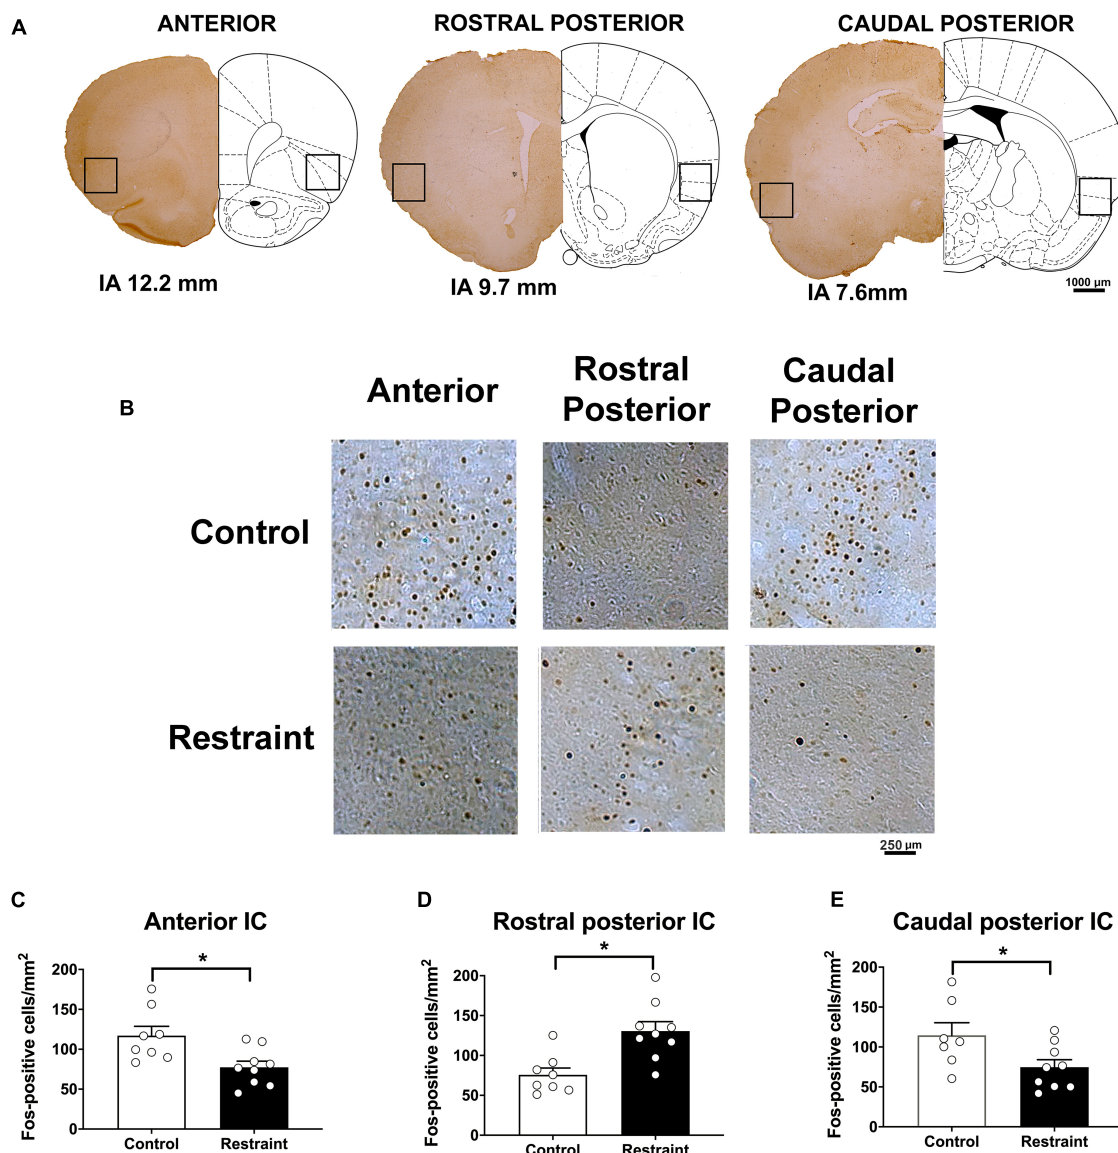 A
ANTERIOR
ROSTRAL POSTERIOR
CAUDAL POSTERIOR
IA 12.2 mm
IA 9.7 mm
IA 7.6mm
1000 µm
B
Anterior
Rostral
Posterior
Caudal
Posterior
Control
Restraint
250 µm
C
Anterior IC
Fos-positive cells/mm²
200
150
100
50
0
*
Control
Restraint
D
Rostral posterior IC
Fos-positive cells/mm²
200
150
100
50
0
*
Control
Restraint
E
Caudal posterior IC
Fos-positive cells/mm²
200
150
100
50
0
*
Control
Restraint